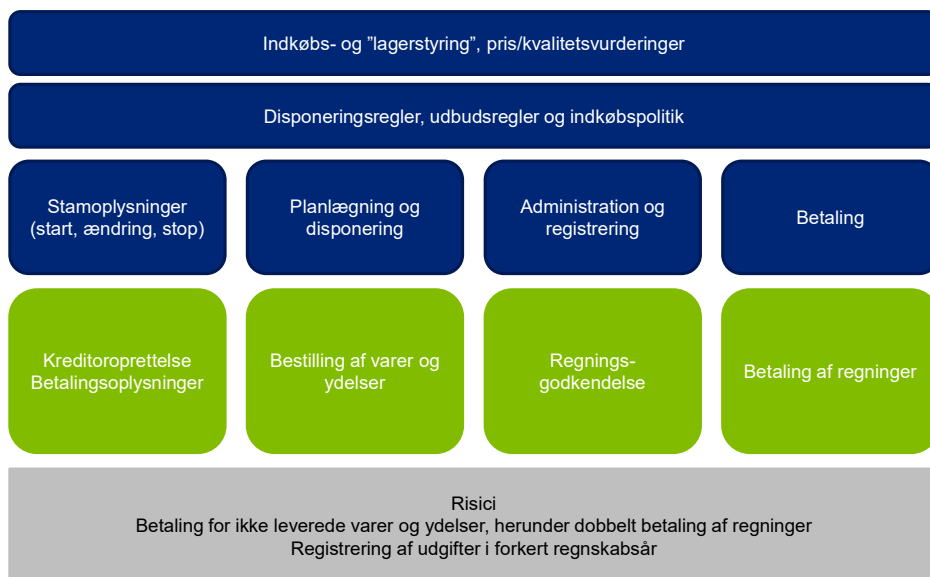 Indkøbs- og ”lagerstyring”, pris/kvalitetsvurderinger
Disponeringsregler, udbudsregler og indkøbspolitik
Stamoplysninger
(start, ændring, stop)
Planlægning og
disponering
Administration og
registrering
Betaling
Kreditoroprettelse
Betalingsoplysninger
Bestilling af varer og
ydelser
Regnings-
godkendelse
Betaling af regninger
Risici
Betaling for ikke leverede varer og ydelser, herunder dobbelt betaling af regninger
Registrering af udgifter i forkert regnskabsår